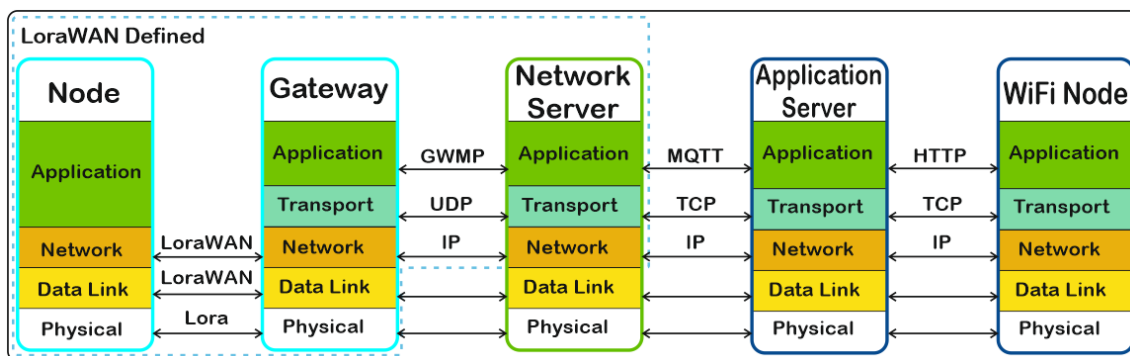 LoraWAN Defined
Node
Gateway
Network
Server
Application
Server
WiFi Node
Application
Application
GWMP
Application
MQTT
Application
HTTP
Application
Transport
UDP
Transport
TCP
Transport
TCP
Transport
Network
LoraWAN
Network
IP
Network
IP
Network
IP
Network
Data Link
LoraWAN
Data Link
Data Link
Data Link
Data Link
Physical
Lora
Physical
Physical
Physical
Physical